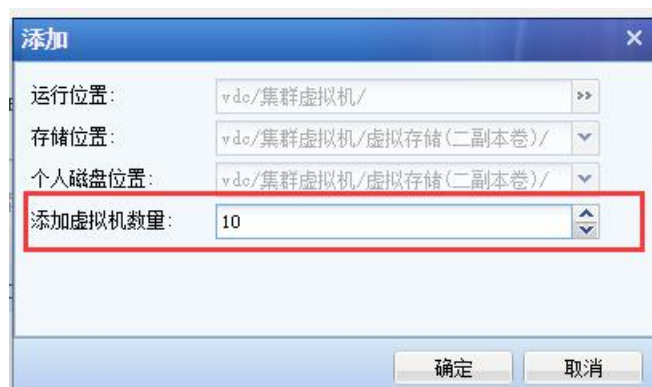 添加
运行位置: vdc/集群虚拟机/
存储位置: vdc/集群虚拟机/虚拟存储(二副本卷)/
个人磁盘位置: vdc/集群虚拟机/虚拟存储(二副本卷)/
添加虚拟机数量: 10
确定 取消